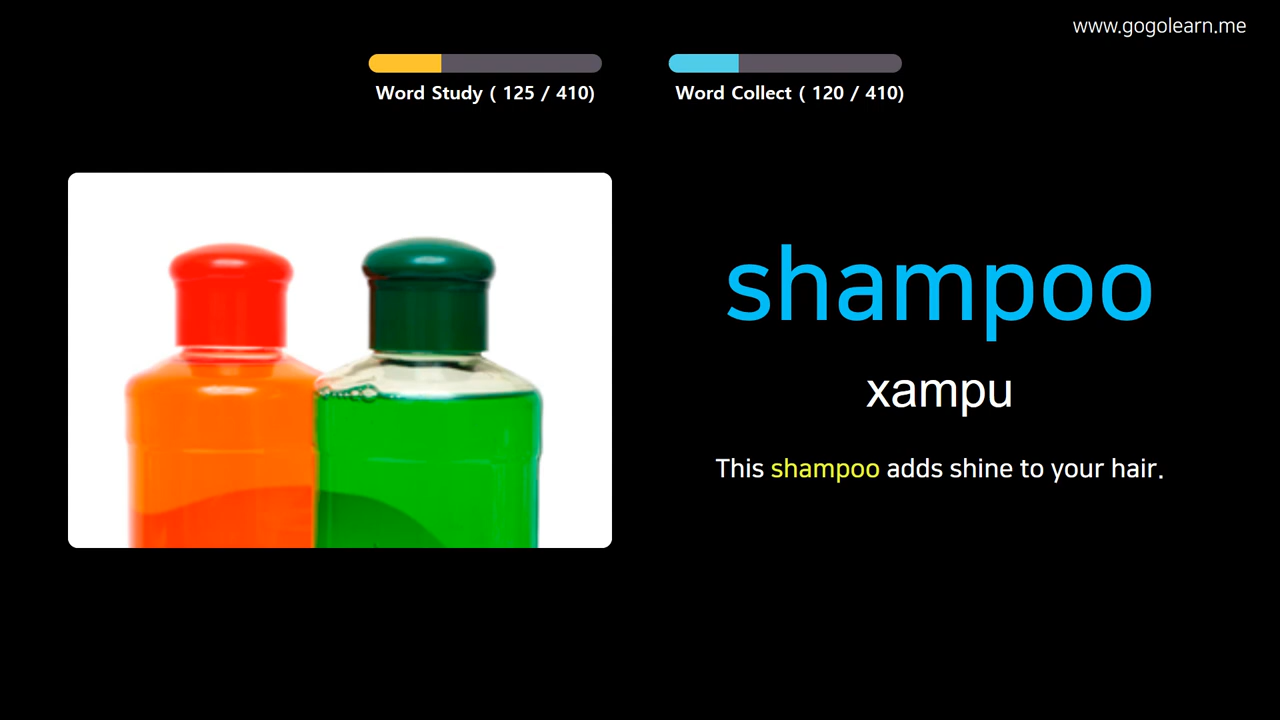 www.gogolearn.me
Word Study ( 125 / 410)
Word Collect ( 120 / 410)
shampoo
xampu
This shampoo adds shine to your hair.